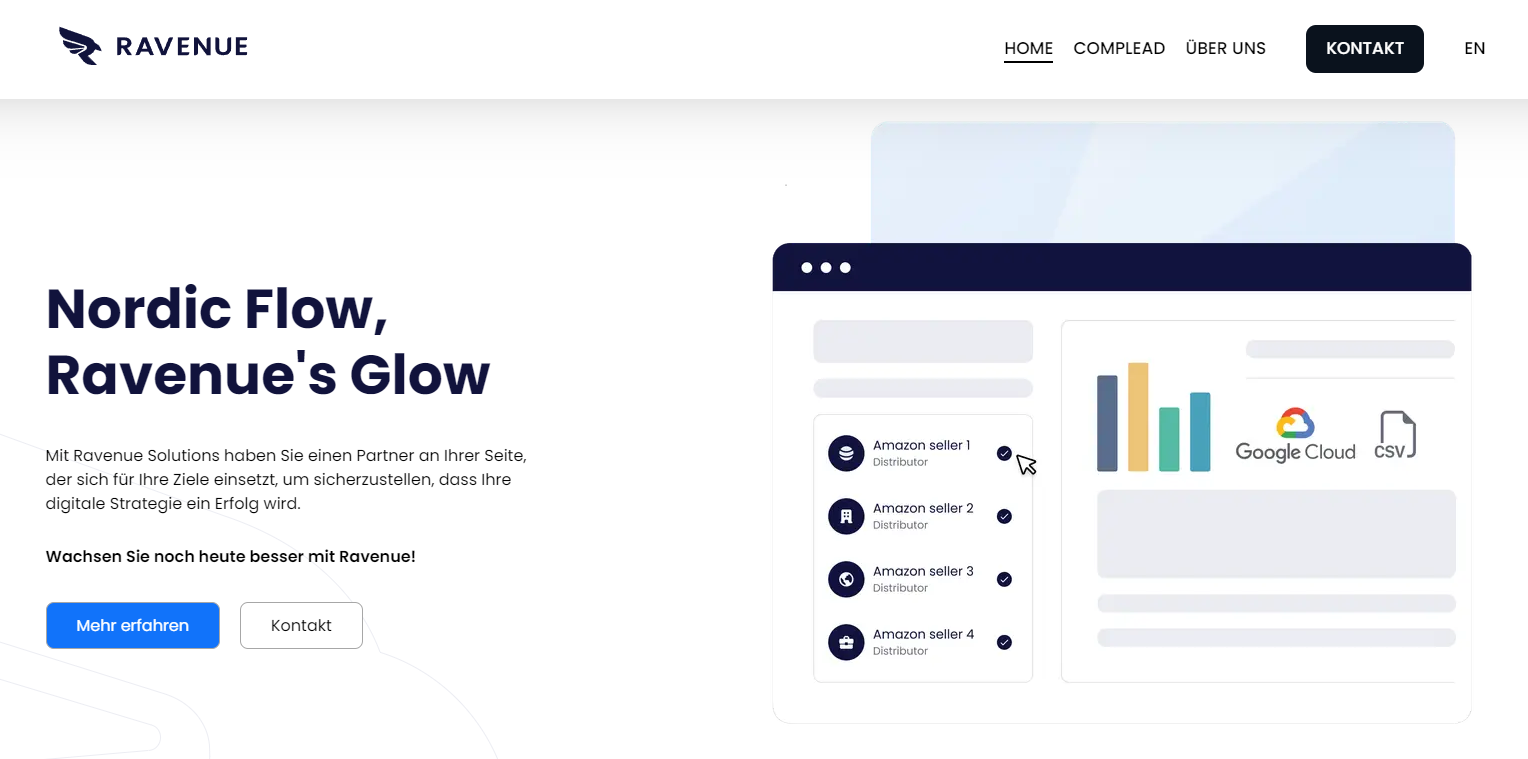 RAVENUE
HOME COMPLEAD ÜBER UNS KONTAKT EN
Nordic Flow,
Ravenue's Glow
Mit Ravenue Solutions haben Sie einen Partner an Ihrer Seite,
der sich für Ihre Ziele einsetzt, um sicherzustellen, dass Ihre
digitale Strategie ein Erfolg wird.
Wachsen Sie noch heute besser mit Ravenue!
Mehr erfahren
Kontakt
Amazon seller 1
Distributor
Amazon seller 2
Distributor
Amazon seller 3
Distributor
Amazon seller 4
Distributor
Google Cloud
CSV